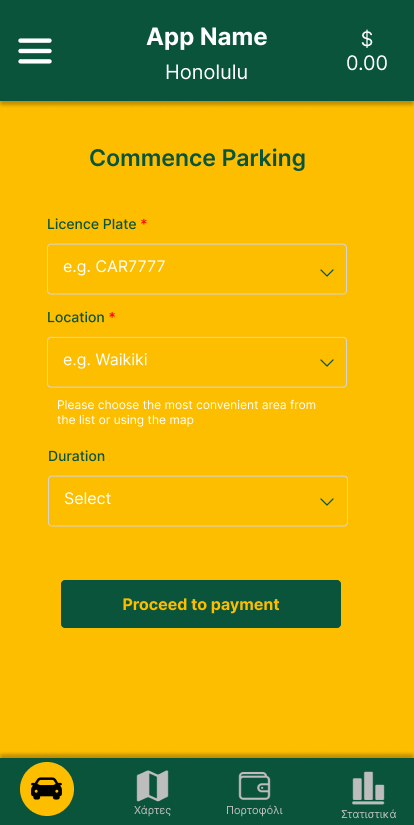 App Name
Honolulu
$
0.00
Commence Parking
Licence Plate *
e.g. CAR7777
Location *
e.g. Waikiki
Please choose the most convenient area from
the list or using the map
Duration
Select
Proceed to payment
Χάρτες
Πορτοφόλι
Στατιστικά